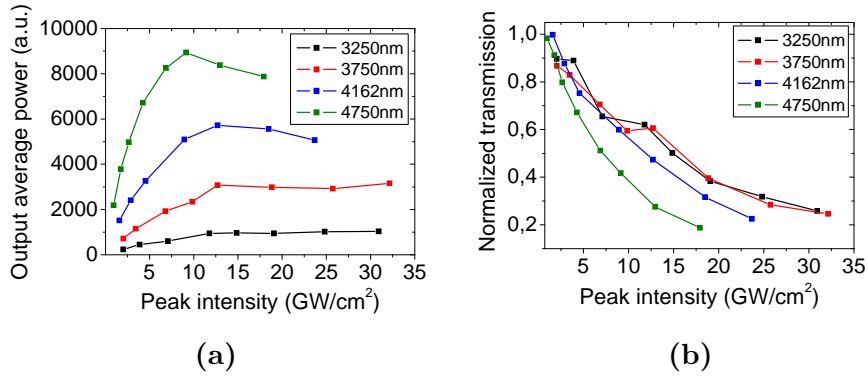 (a)
Output average power (a.u.)
10000
8000
6000
4000
2000
0
5 10 15 20 25 30 35
Peak intensity (GW/cm²)
3250nm
3750nm
4162nm
4750nm
(b)
Normalized transmission
1,0
0,8
0,6
0,4
0,2
5 10 15 20 25 30 35
Peak intensity (GW/cm²)
3250nm
3750nm
4162nm
4750nm
(a)
(b)